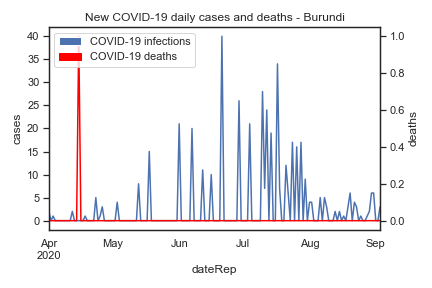 New COVID-19 daily cases and deaths - Burundi
COVID-19 infections
COVID-19 deaths
cases
40
35
30
25
20
15
10
5
0
deaths
1.0
0.8
0.6
0.4
0.2
0.0
Apr May Jun Jul Aug Sep
2020
dateRep